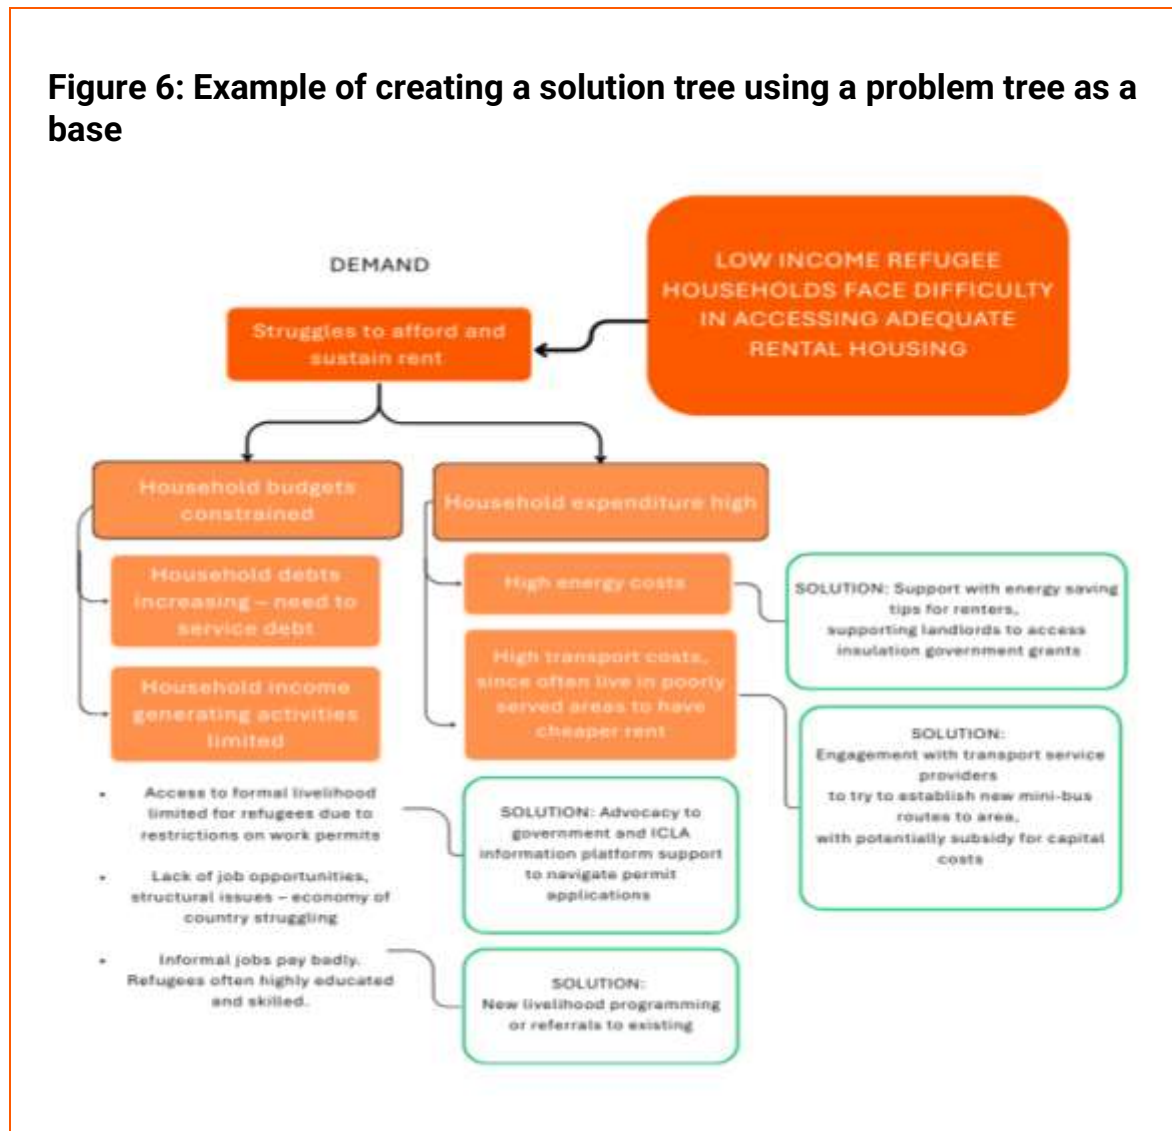 Figure 6: Example of creating a solution tree using a problem tree as a
base
DEMAND
LOW INCOME REFUGEE
HOUSEHOLDS FACE DIFFICULTY
IN ACCESSING ADEQUATE
RENTAL HOUSING
Struggles to afford and
sustain rent
Household budgets
constrained
Household expenditure high
Household debts
increasing – need to
service debt
Household income
generating activities
limited
High energy costs
High transport costs,
since often live in poorly
served areas to have
cheaper rent
SOLUTION: Support with energy saving
tips for renters,
supporting landlords to access
insulation government grants
SOLUTION:
Engagement with transport service
providers
to try to establish new mini-bus
routes to area,
with potentially subsidy for capital
costs
• Access to formal livelihood
limited for refugees due to
restrictions on work permits
• Lack of job opportunities,
structural issues – economy of
country struggling
• Informal jobs pay badly.
Refugees often highly educated
and skilled.
SOLUTION: Advocacy to
government and ICLA
information platform support
to navigate permit
applications
SOLUTION:
New livelihood programming
or referrals to existing